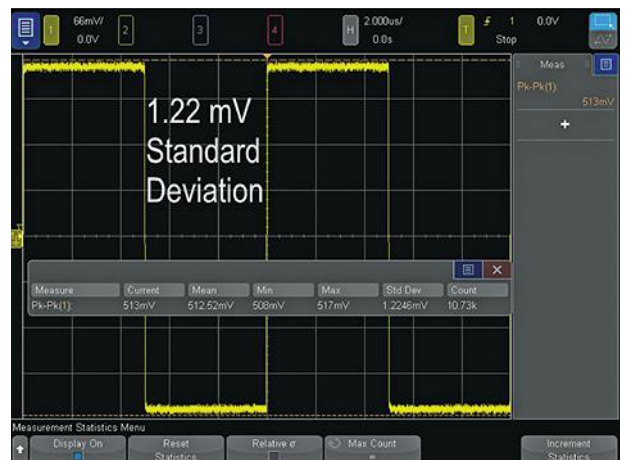 1 66mV/ 2 3 4 H 2.000us/ T 1 0.0V
0.0V 0.0s Stop
Meas
Pk-Pk(1):
513mV
+
1.22 mV
Standard
Deviation
Measure Current Mean Min Max Std Dev Count
Pk-Pk(1): 513mV 512.52mV 508mV 517mV 1.2246mV 10.73k
Measurement Statistics Menu
Display On Reset Statistics Relative σ Max Count Increment Statistics